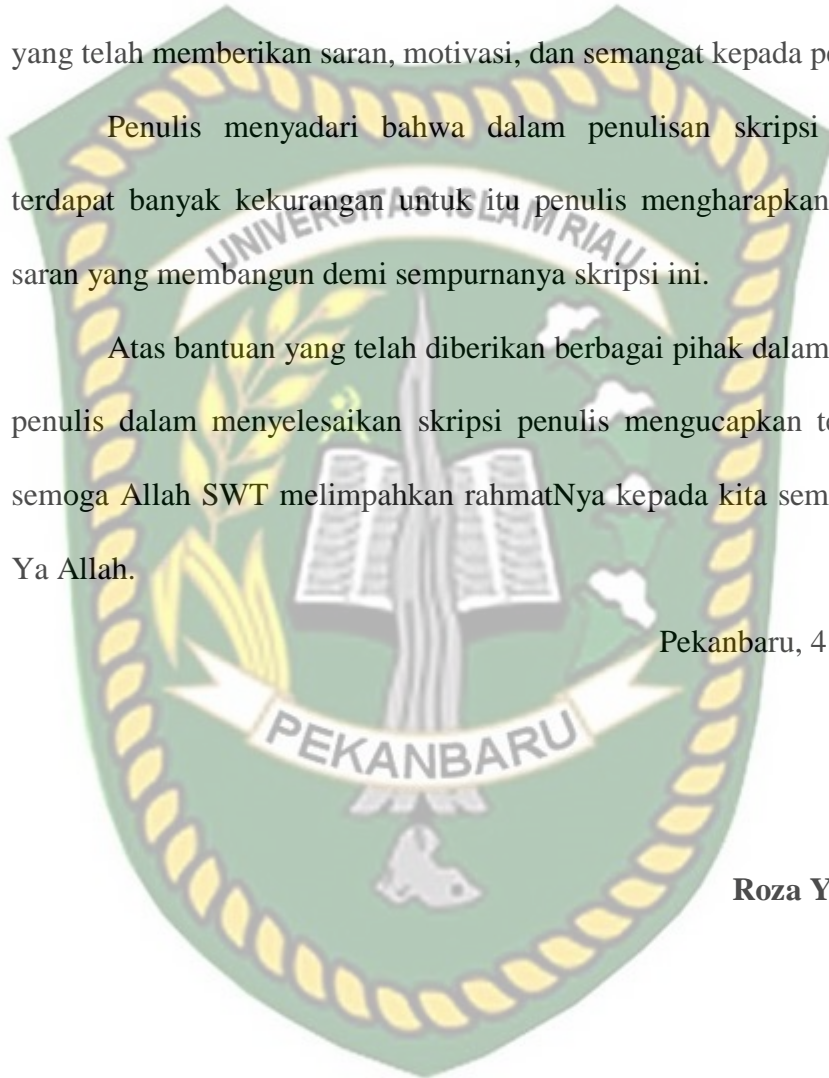 yang telah memberikan saran, motivasi, dan semangat kepada pe
Penulis menyadari bahwa dalam penulisan skripsi
terdapat banyak kekurangan untuk itu penulis mengharapkan
UNIVERSITAS ISLAM RIAU
saran yang membangun demi sempurnanya skripsi ini.
Atas bantuan yang telah diberikan berbagai pihak dalam
penulis dalam menyelesaikan skripsi penulis mengucapkan te
semoga Allah SWT melimpahkan rahmatNya kepada kita sem
Ya Allah.
Pekanbaru, 4
PEKANBARU
Roza Y